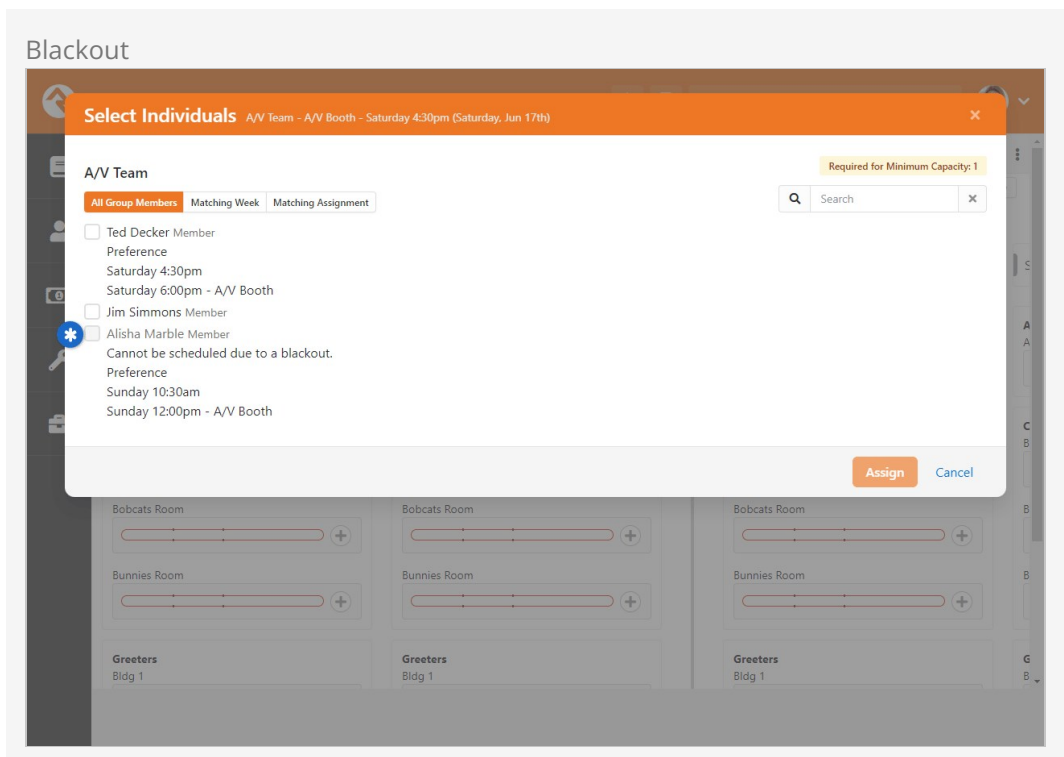 Blackout
Select Individuals A/V Team - A/V Booth - Saturday 4:30pm (Saturday, Jun 17th)
A/V Team
Required for Minimum Capacity: 1
All Group Members Matching Week Matching Assignment
Search
Ted Decker Member
Preference
Saturday 4:30pm
Saturday 6:00pm - A/V Booth
Jim Simmons Member
Alisha Marble Member
Cannot be scheduled due to a blackout.
Preference
Sunday 10:30am
Sunday 12:00pm - A/V Booth
Assign Cancel
Bobcats Room Bobcats Room Bobcats Room B
Bunnies Room Bunnies Room Bunnies Room B
Greeters Greeters Greeters G
Bldg 1 Bldg 1 Bldg 1 B
S
A
A
C
B